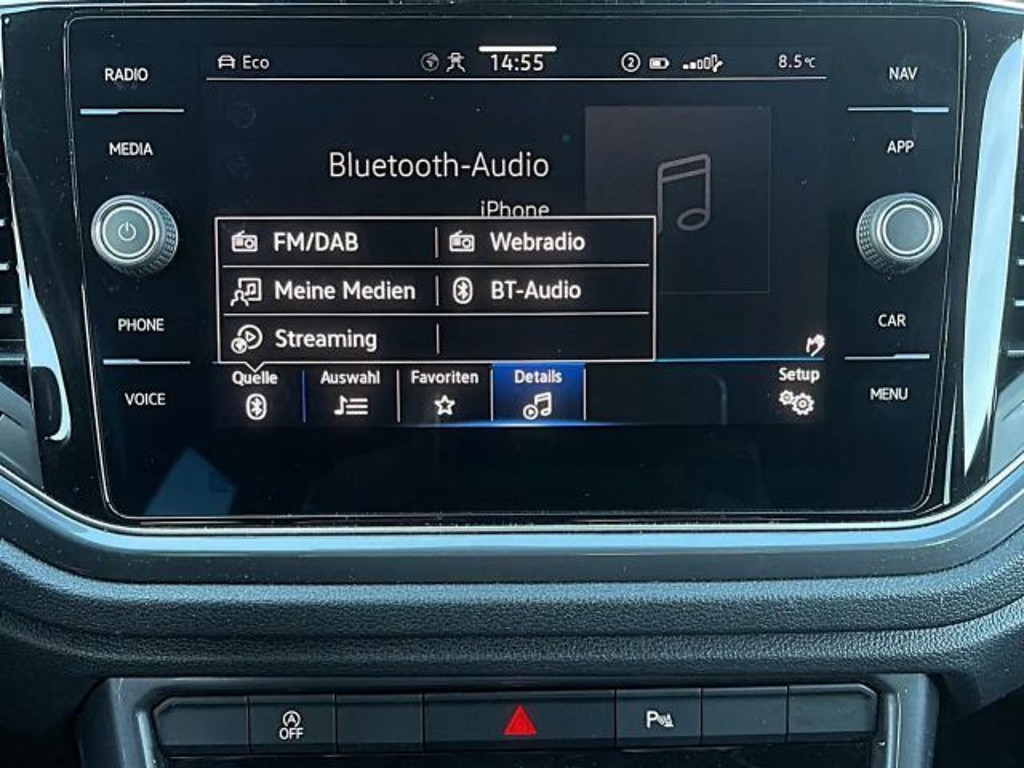 RADIO
MEDIA
PHONE
VOICE
Eco
14:55
2
8.5°C
Bluetooth-Audio
iPhone
FM/DAB
Webradio
Meine Medien
BT-Audio
Streaming
Quelle
Auswahl
Favoriten
Details
Setup
NAV
APP
CAR
MENU
A
OFF
P